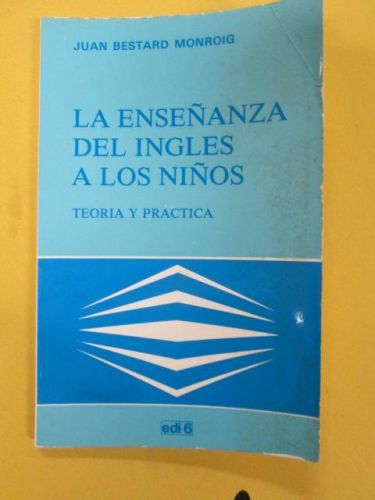 JUAN BESTARD MONROIG
LA ENSEÑANZA
DEL INGLES
A LOS NIÑOS
TEORIA Y PRACTICA
edi-6